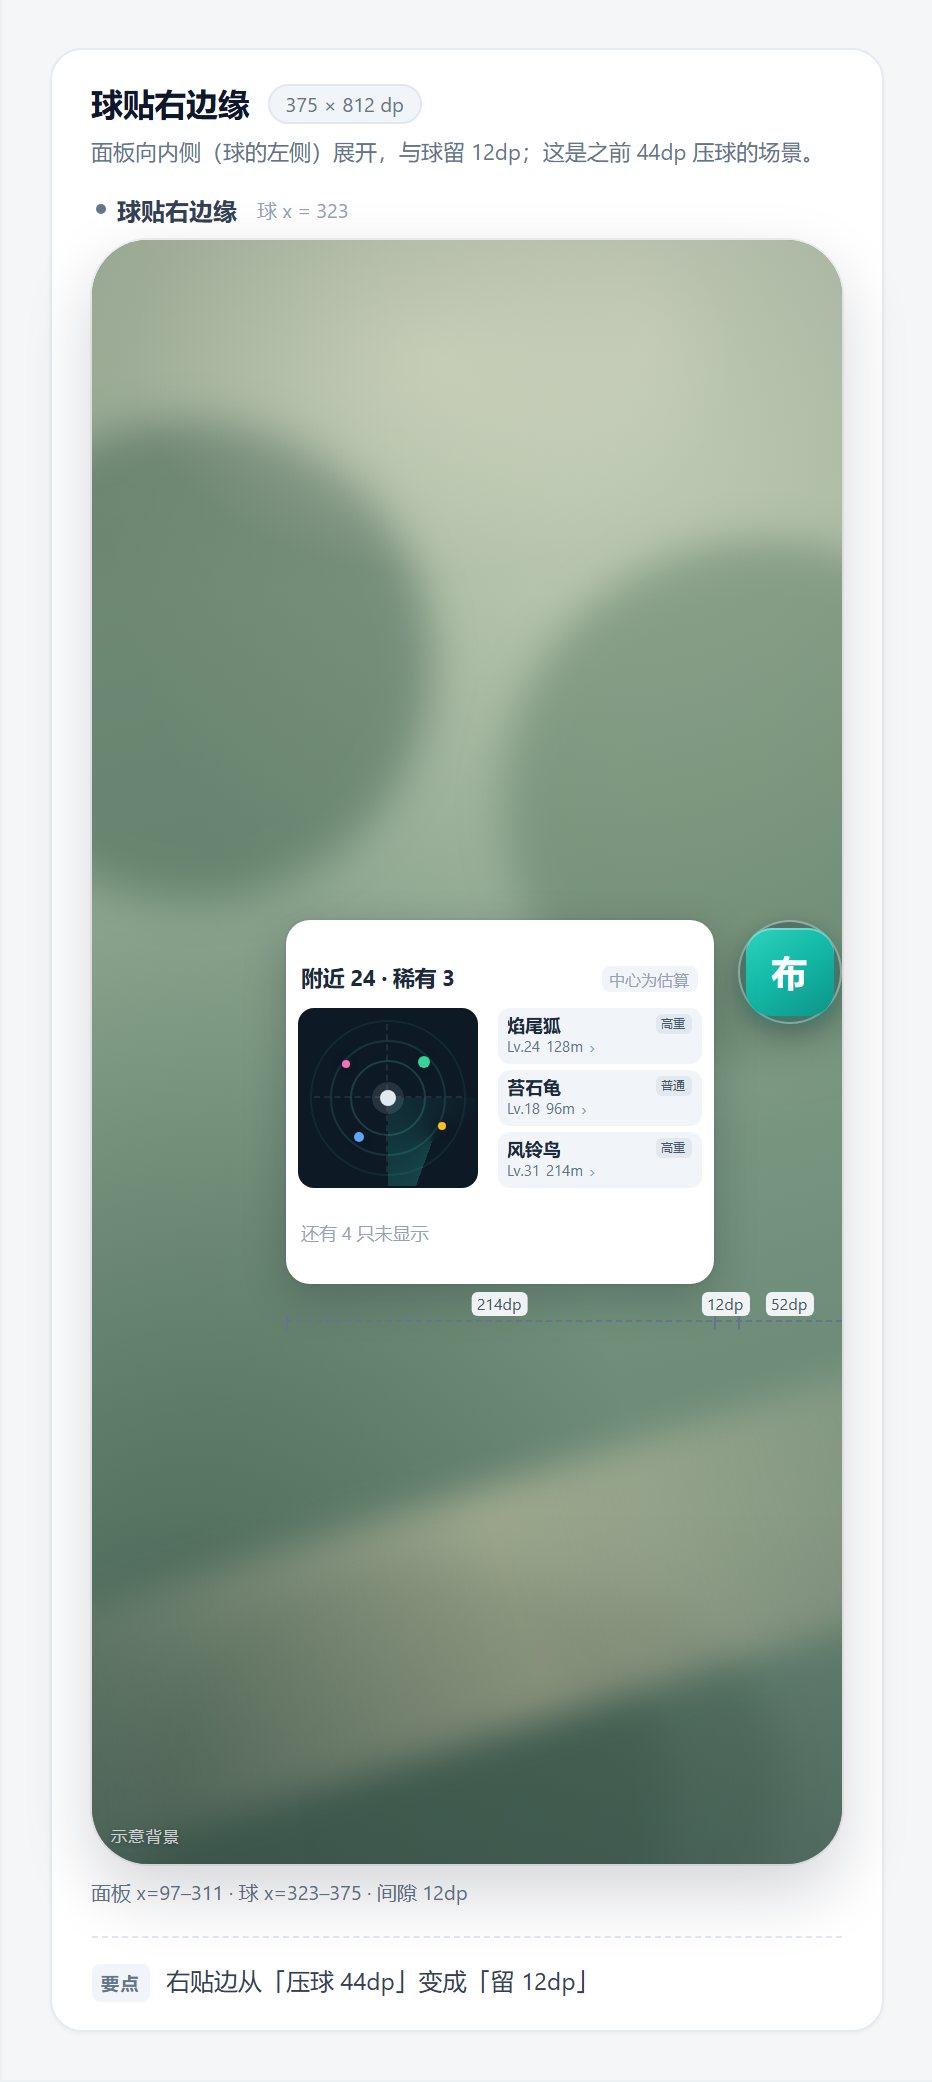 球贴右边缘 375 × 812 dp
面板向内侧（球的左侧）展开，与球留 12dp；这是之前 44dp 压球的场景。
球贴右边缘 球 x = 323
布
附近 24 · 稀有 3 中心为估算
焰尾狐 高重
Lv.24 128m ›
苔石龟 普通
Lv.18 96m ›
风铃鸟 高重
Lv.31 214m ›
还有 4 只未显示
214dp 12dp 52dp
示意背景
面板 x=97–311 · 球 x=323–375 · 间隙 12dp
要点 右贴边从「压球 44dp」变成「留 12dp」